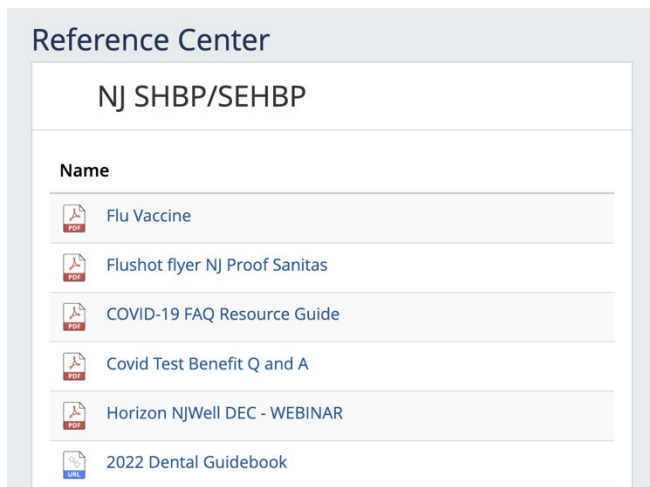 Reference Center
NJ SHBP/SEHBP
Name
PDF Flu Vaccine
PDF Flushot flyer NJ Proof Sanitas
PDF COVID-19 FAQ Resource Guide
PDF Covid Test Benefit Q and A
PDF Horizon NJWell DEC - WEBINAR
URL 2022 Dental Guidebook